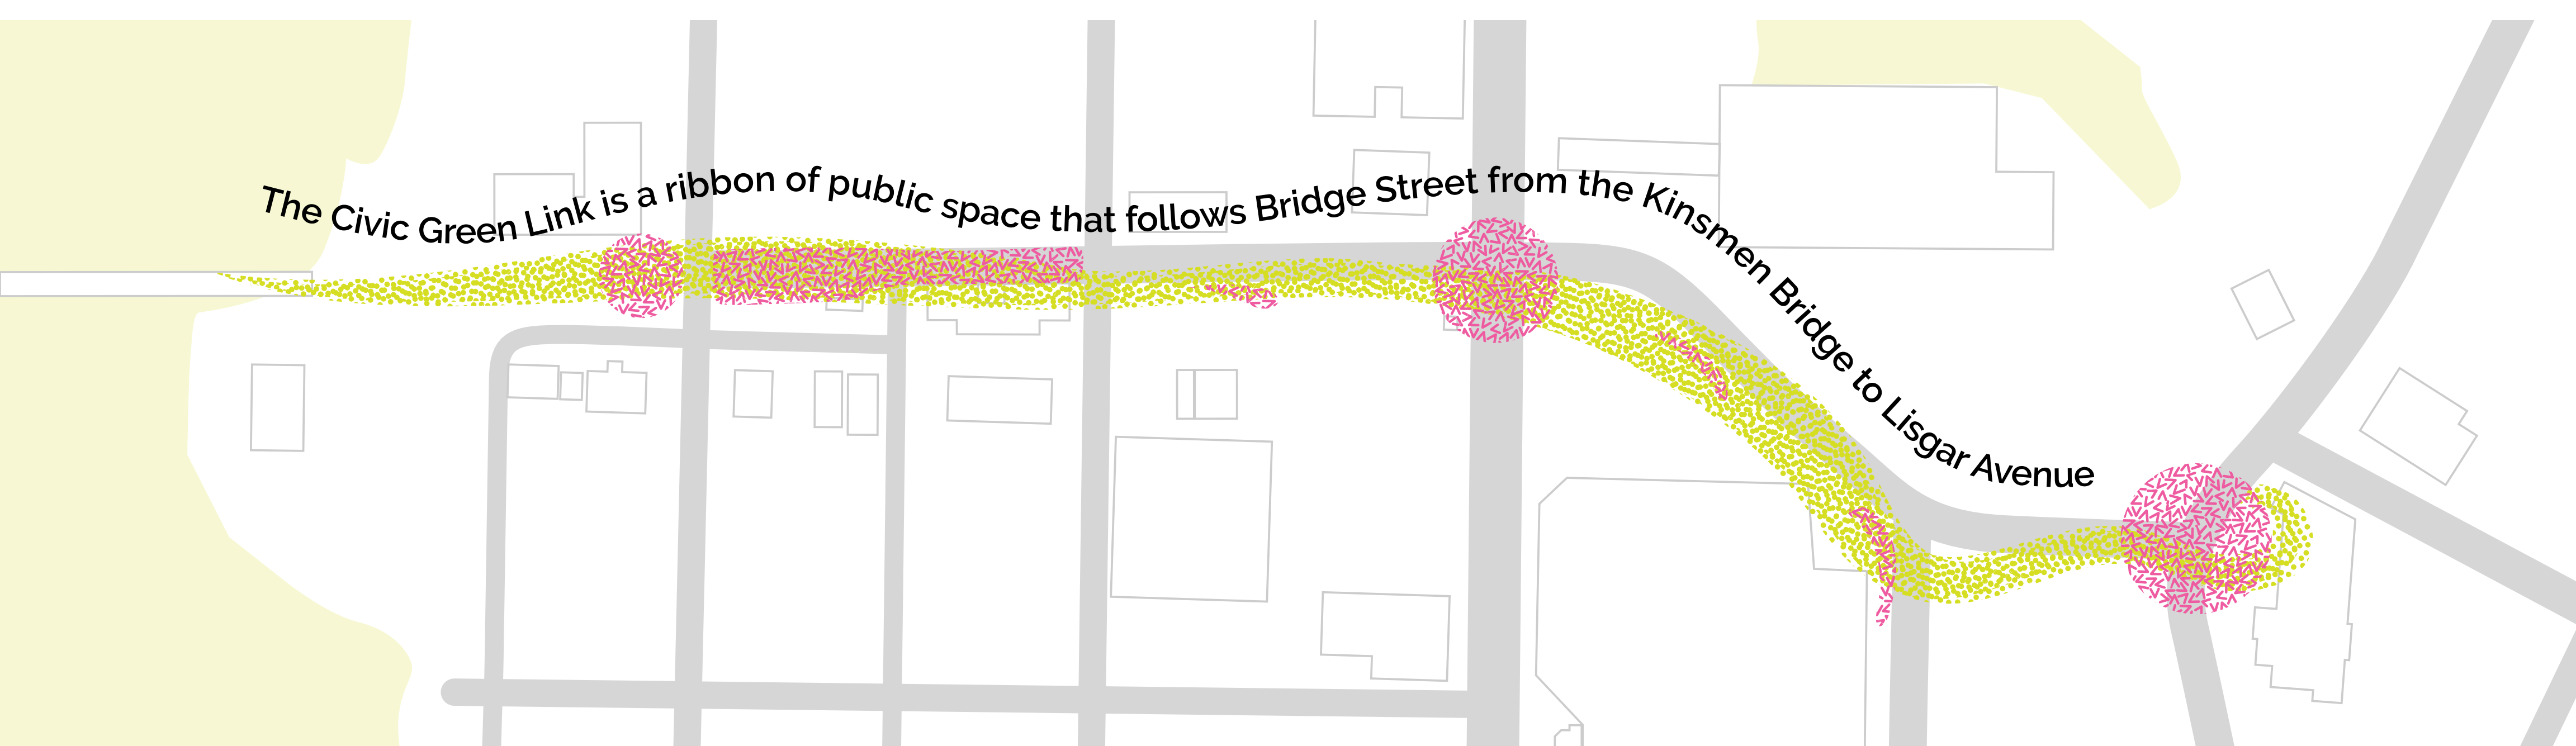 The Civic Green Link is a ribbon of public space that follows Bridge Street from the Kinsmen Bridge to Lisgar Avenue